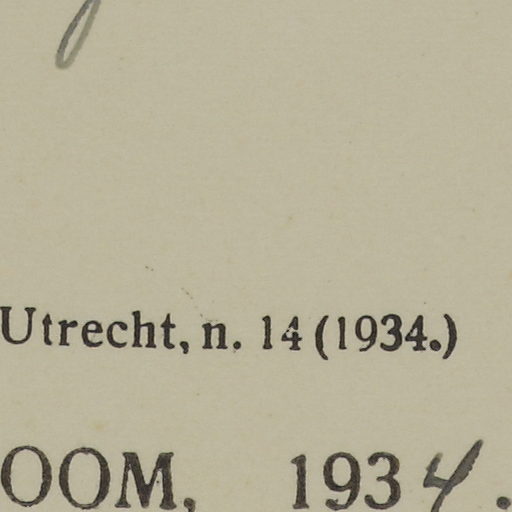 Utrecht, n. 14 (1934.)
OOM, 1934.